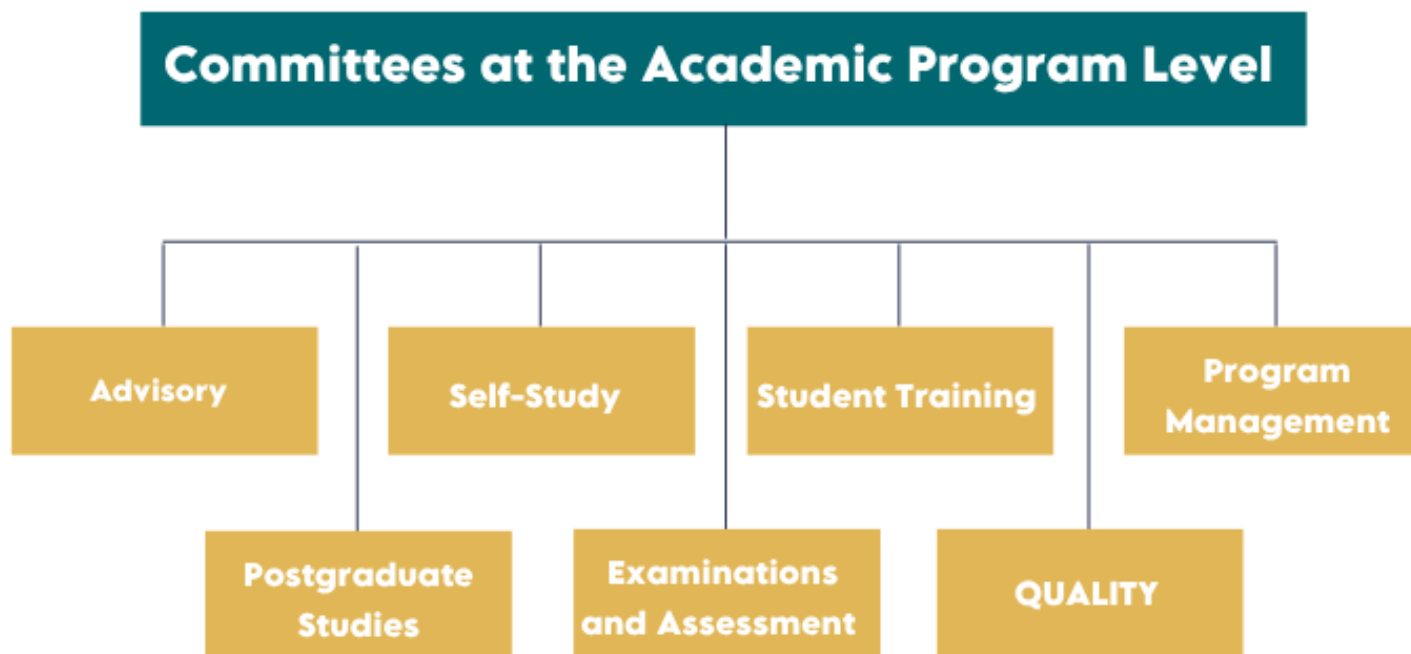 Committees at the Academic Program Level
Advisory
Self-Study
Student Training
Program
Management
Postgraduate
Studies
Examinations
and Assessment
QUALITY